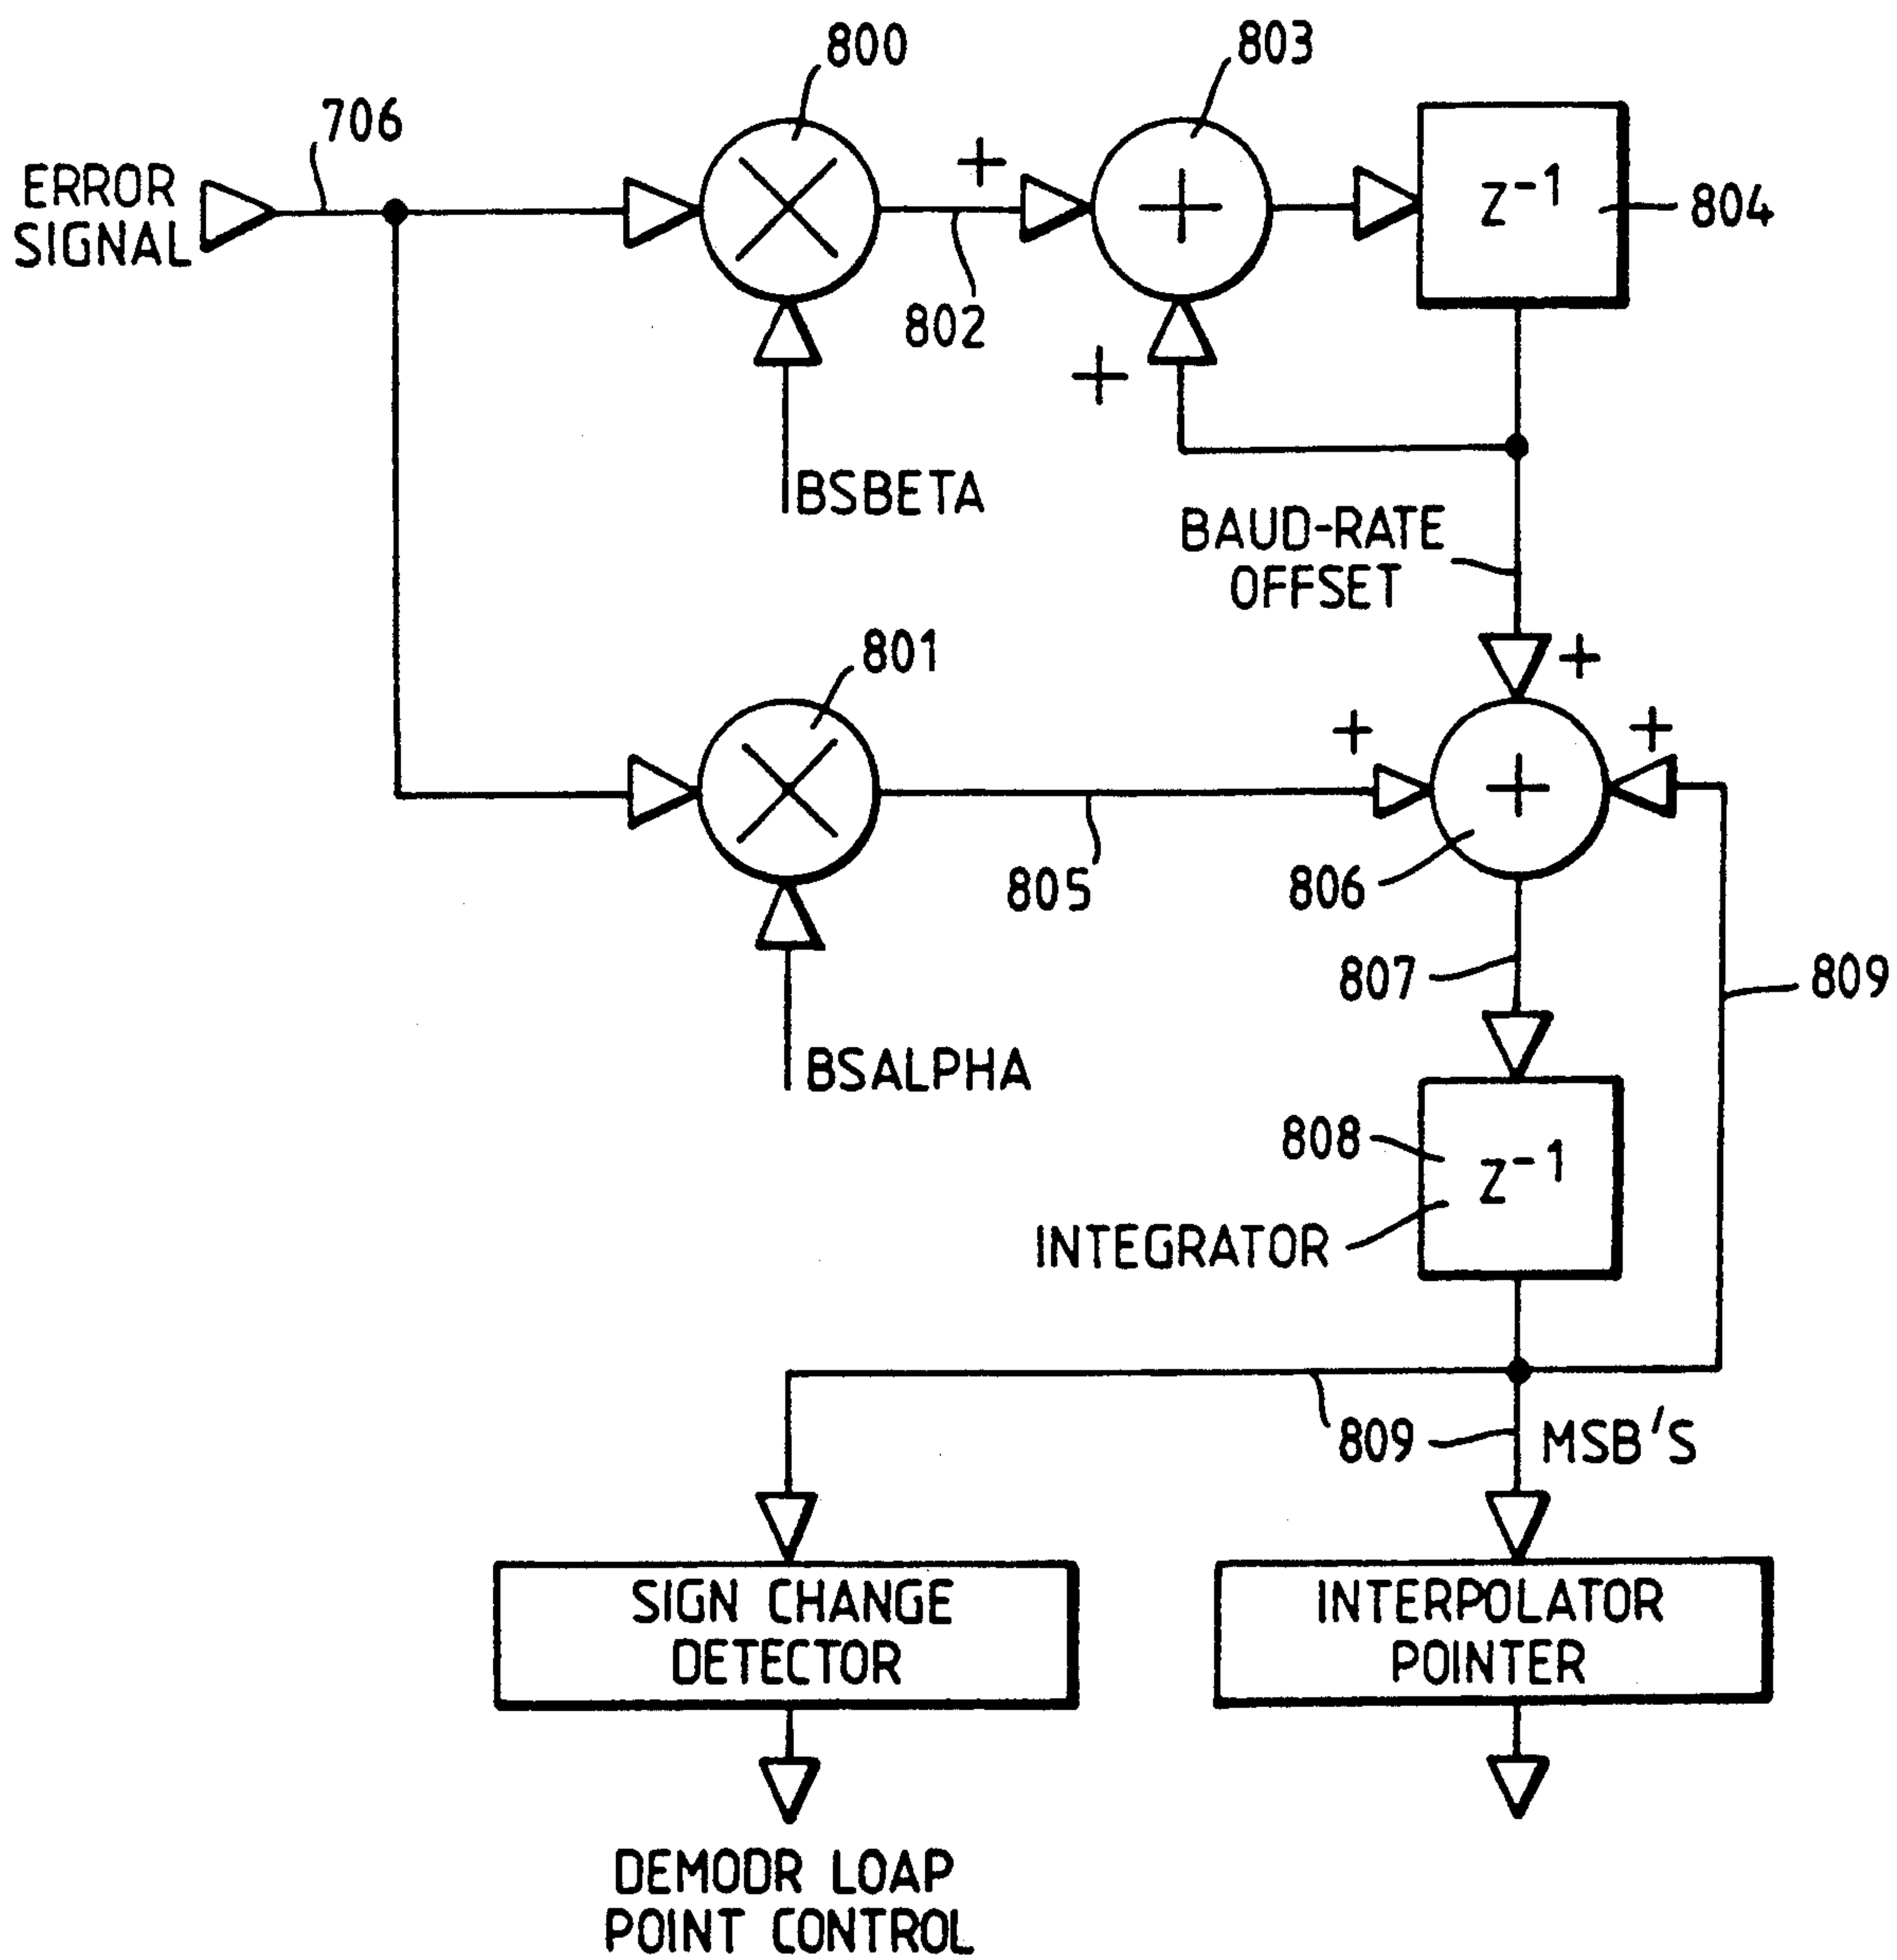 800
803
706
+
ERROR
SIGNAL
+
Z⁻¹
804
802
+
BSBETA
BAUD-RATE
OFFSET
+
801
+
+
+
805
806
807
809
BSALPHA
808
Z⁻¹
INTEGRATOR
809
MSB'S
SIGN CHANGE
DETECTOR
INTERPOLATOR
POINTER
DEMODR LOAP
POINT CONTROL